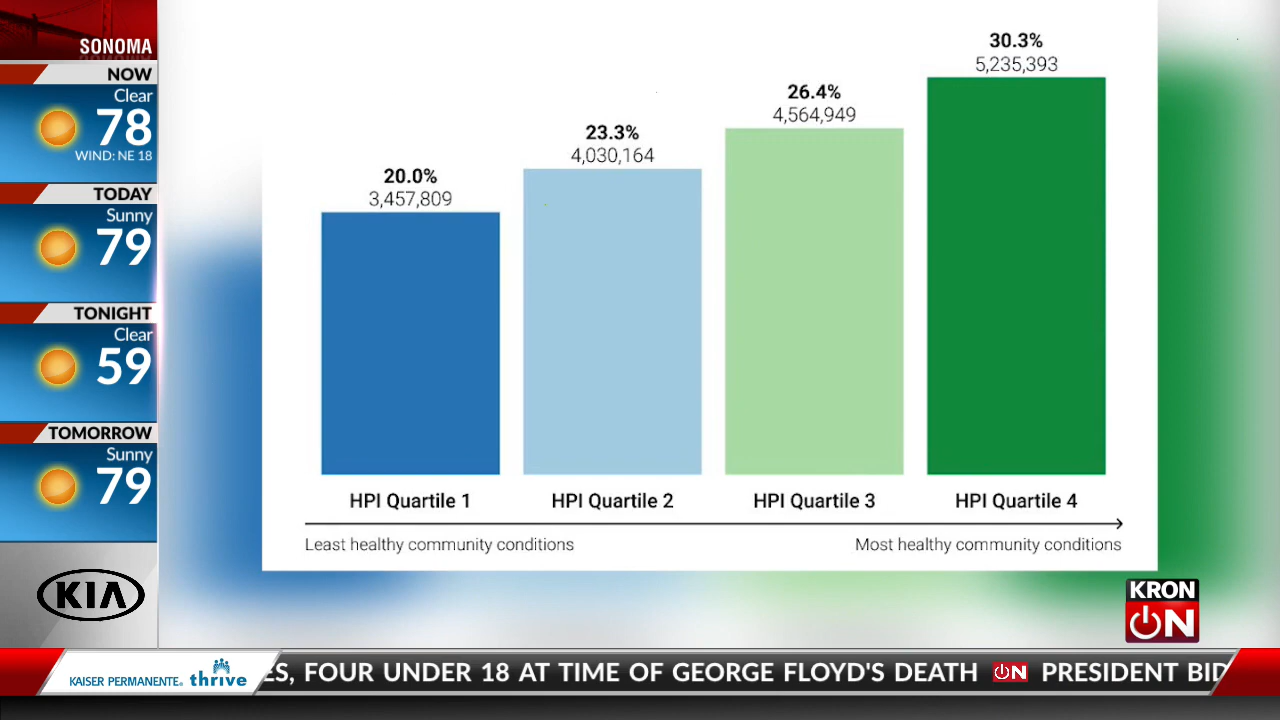 SONOMA
NOW
Clear
78
WIND: NE 18
TODAY
Sunny
79
TONIGHT
Clear
59
TOMORROW
Sunny
79
KIA
20.0%
3,457,809
23.3%
4,030,164
26.4%
4,564,949
30.3%
5,235,393
HPI Quartile 1
HPI Quartile 2
HPI Quartile 3
HPI Quartile 4
Least healthy community conditions
Most healthy community conditions
KRON
ON
KAISER PERMANENTE® thrive
ES, FOUR UNDER 18 AT TIME OF GEORGE FLOYD'S DEATH ON PRESIDENT BID